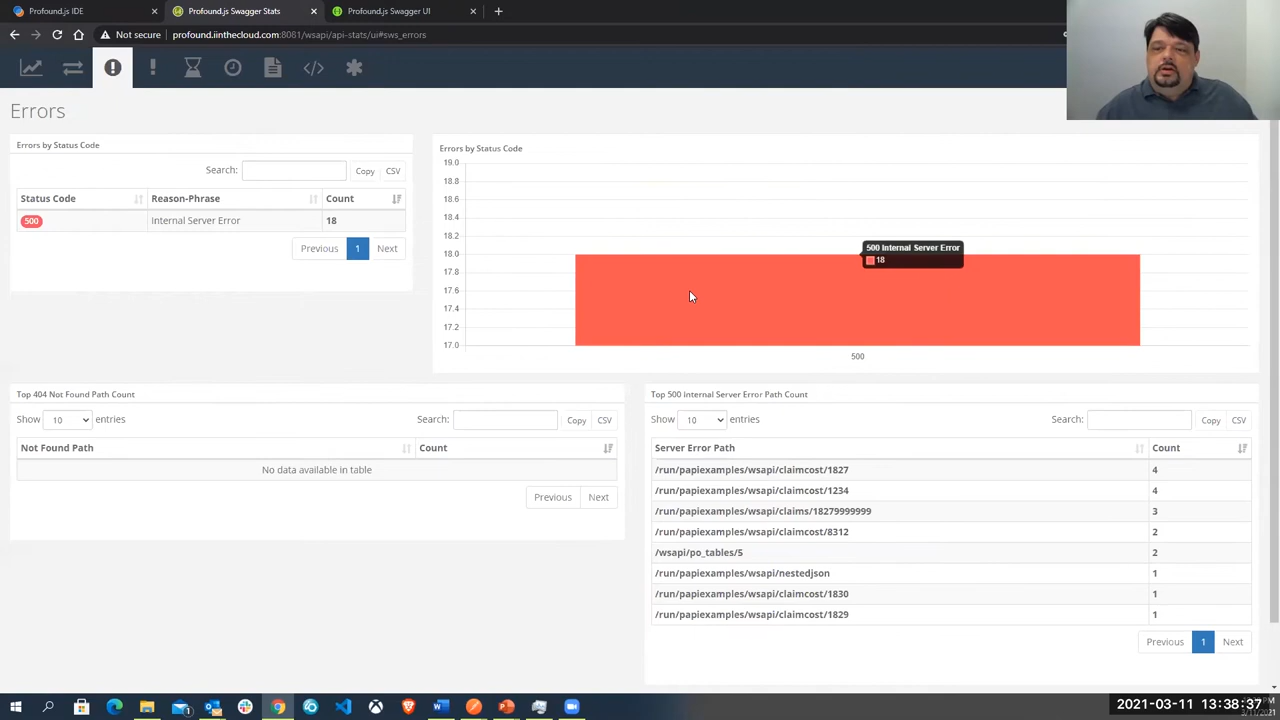 Profound.js IDE
Profound.js Swagger Stats
Profound.js Swagger UI
Not secure
profound.iinthecloud.com:8081/wsapi/api-stats/ui#sws_errors
Errors
Errors by Status Code
Search:
Copy
CSV
Status Code
Reason-Phrase
Count
500
Internal Server Error
18
Previous
1
Next
Errors by Status Code
19.0
18.8
18.6
18.4
18.2
18.0
17.8
17.6
17.4
17.2
17.0
500 Internal Server Error
18
500
Top 404 Not Found Path Count
Show 10 entries
Search:
Copy
CSV
Not Found Path
Count
No data available in table
Previous
Next
Top 500 Internal Server Error Path Count
Show 10 entries
Search:
Copy
CSV
Server Error Path
Count
/run/papiexamples/wsapi/claimcost/1827 4
/run/papiexamples/wsapi/claimcost/1234 4
/run/papiexamples/wsapi/claims/18279999999 3
/run/papiexamples/wsapi/claimcost/8312 2
/wsapi/po_tables/5 2
/run/papiexamples/wsapi/nestedjson 1
/run/papiexamples/wsapi/claimcost/1830 1
/run/papiexamples/wsapi/claimcost/1829 1
Previous
1
Next
2021-03-11 13:38:37
3/11/2021